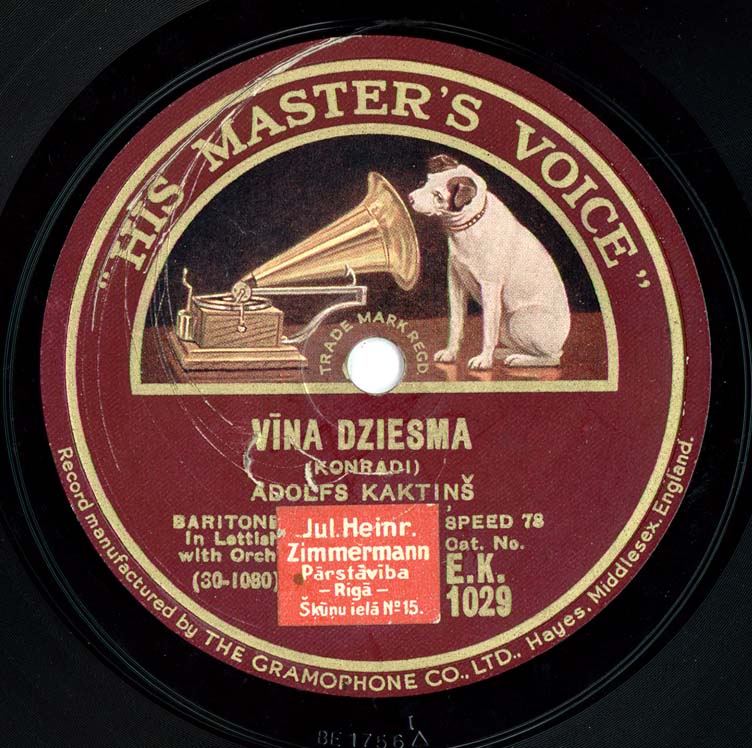 "HIS MASTER'S VOICE"
TRADE MARK REGD.
VĪNA DZIESMA
(KONRADI)
ADOLFS KAKTIŅŠ
BARITONE
In Lettish
with Orch
(30-1080)
SPEED 78
Cat. No.
E.K.
1029
Jul. Heinr.
Zimmermann
Pārstāvība
– Rīgā –
Šķūņu ielā № 15.
Record manufactured by THE GRAMOPHONE CO., LTD., Hayes, Middlesex, England.
BE 1756 Δ
I